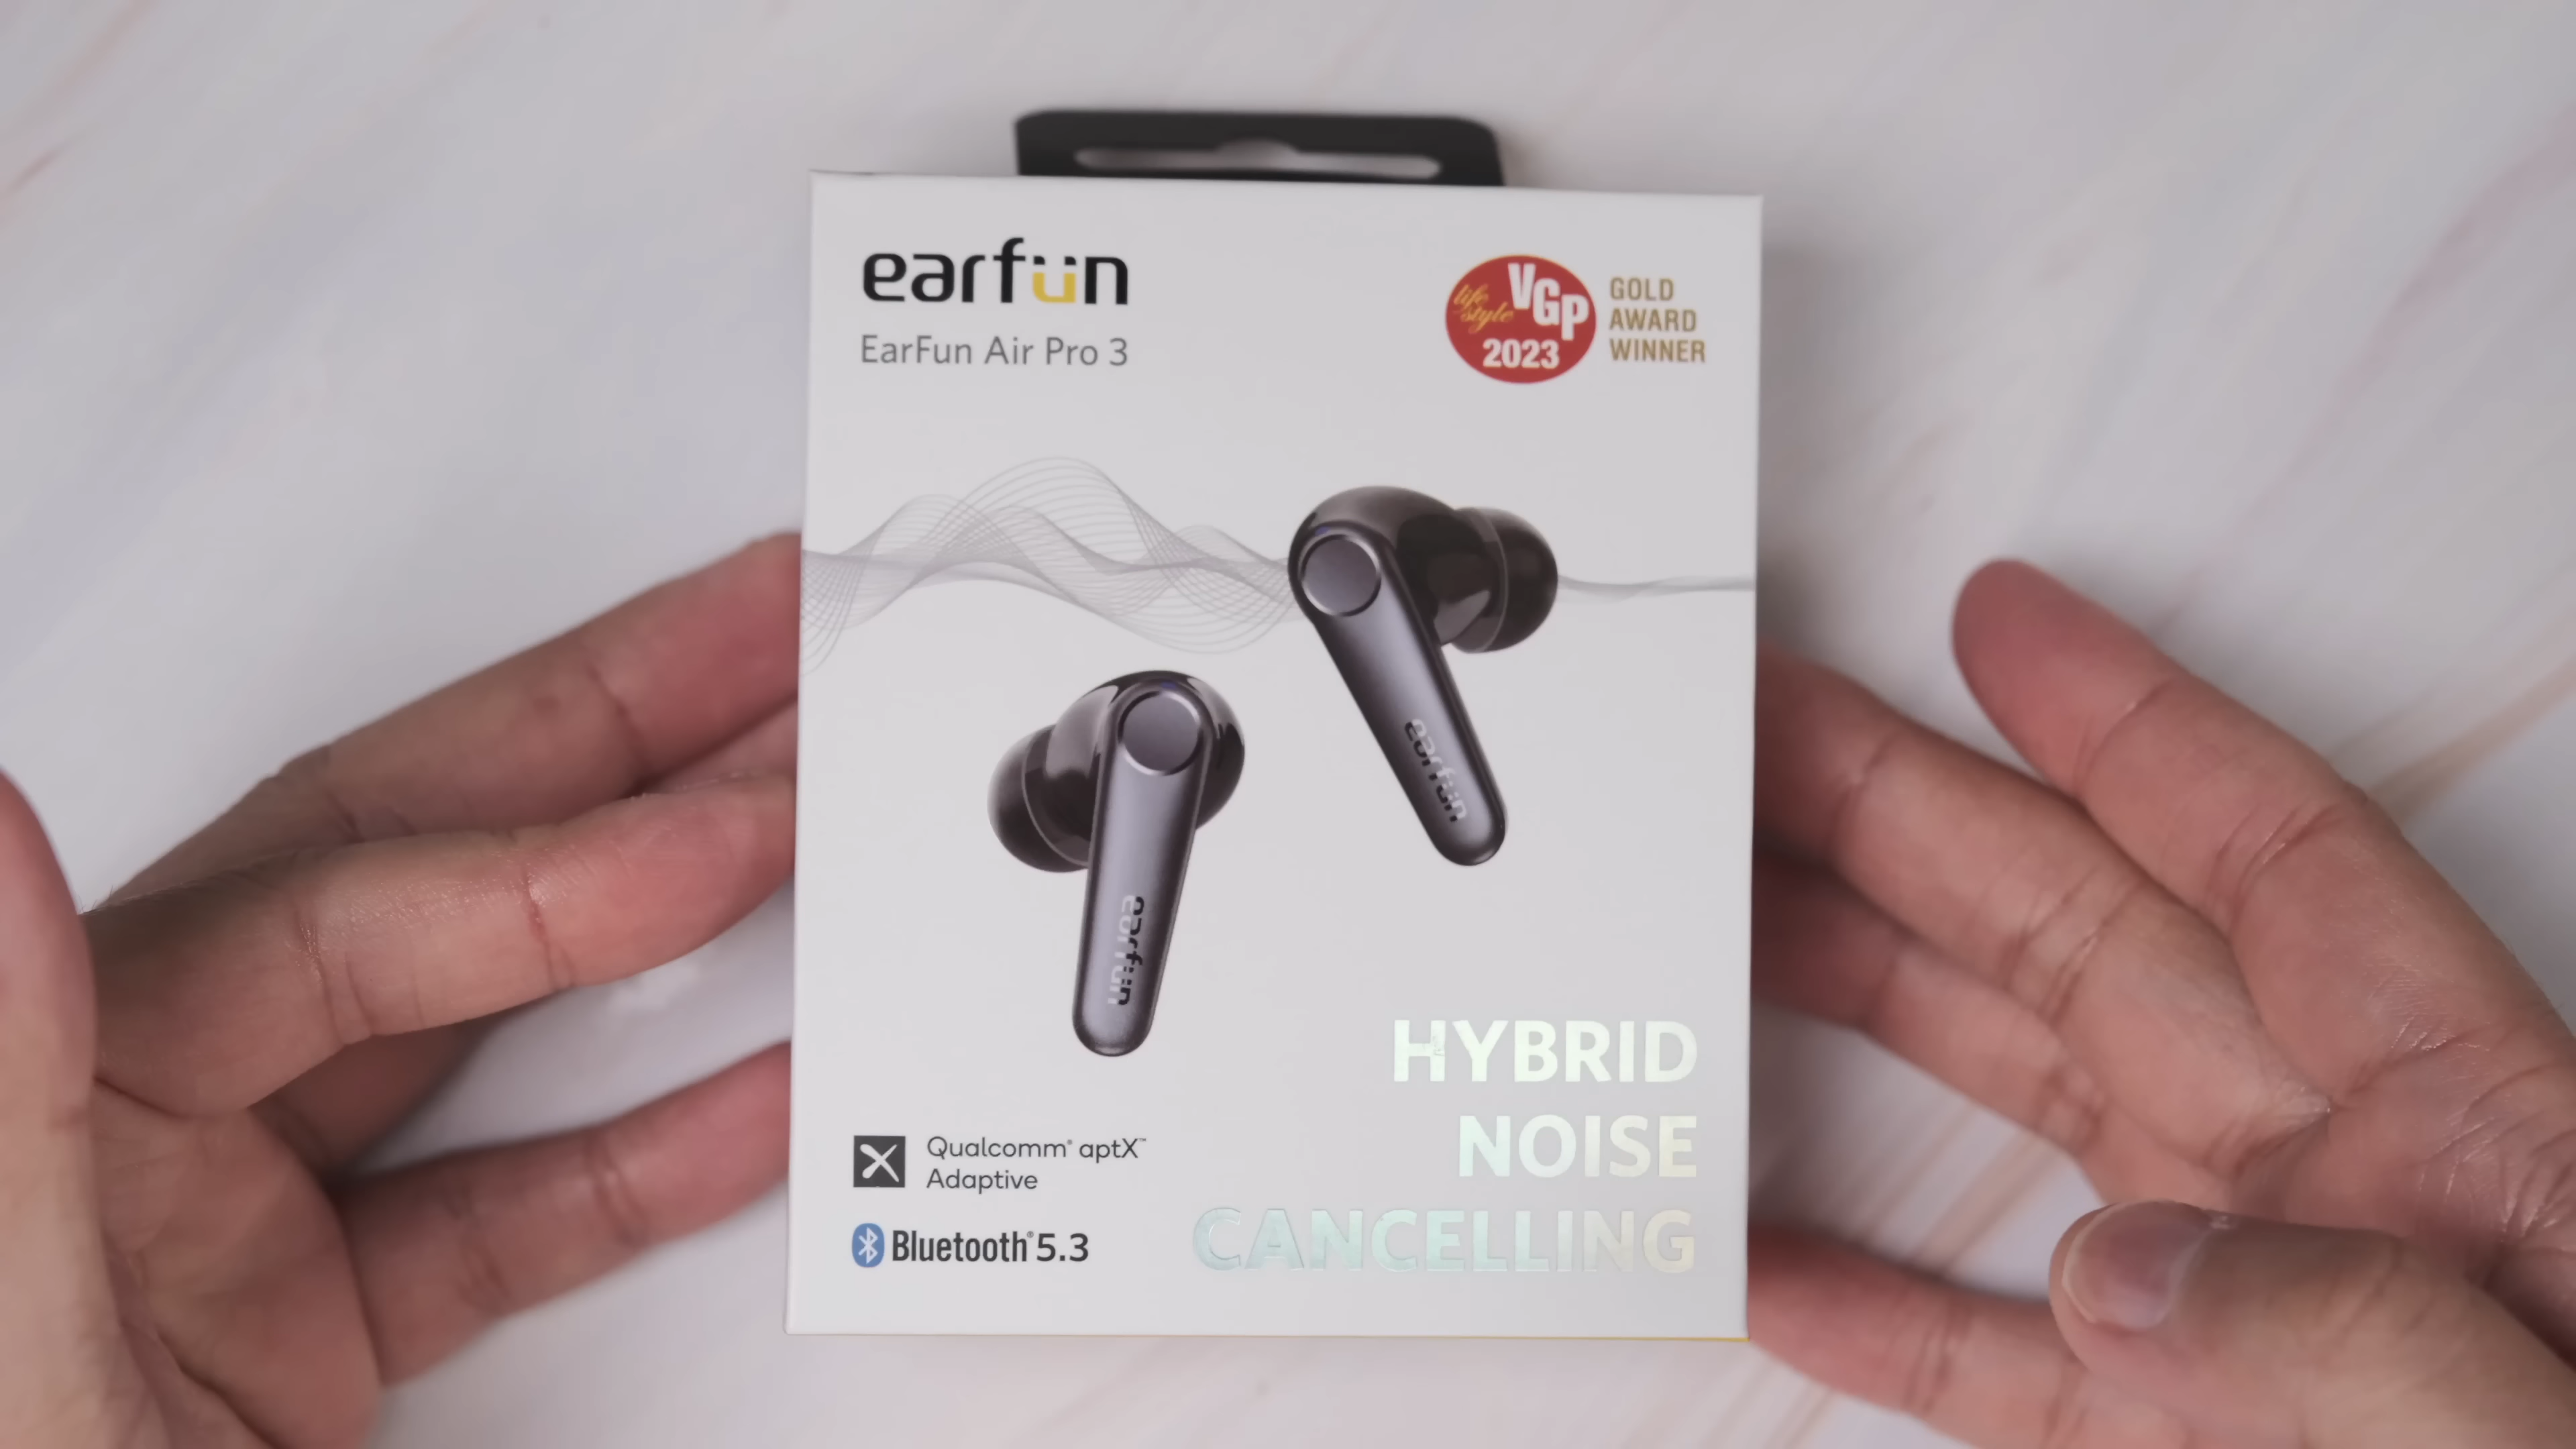 earfun
EarFun Air Pro 3
life style VGP
2023
GOLD
AWARD
WINNER
earfun
earfun
HYBRID
NOISE
CANCELLING
Qualcomm® aptX™
Adaptive
Bluetooth® 5.3